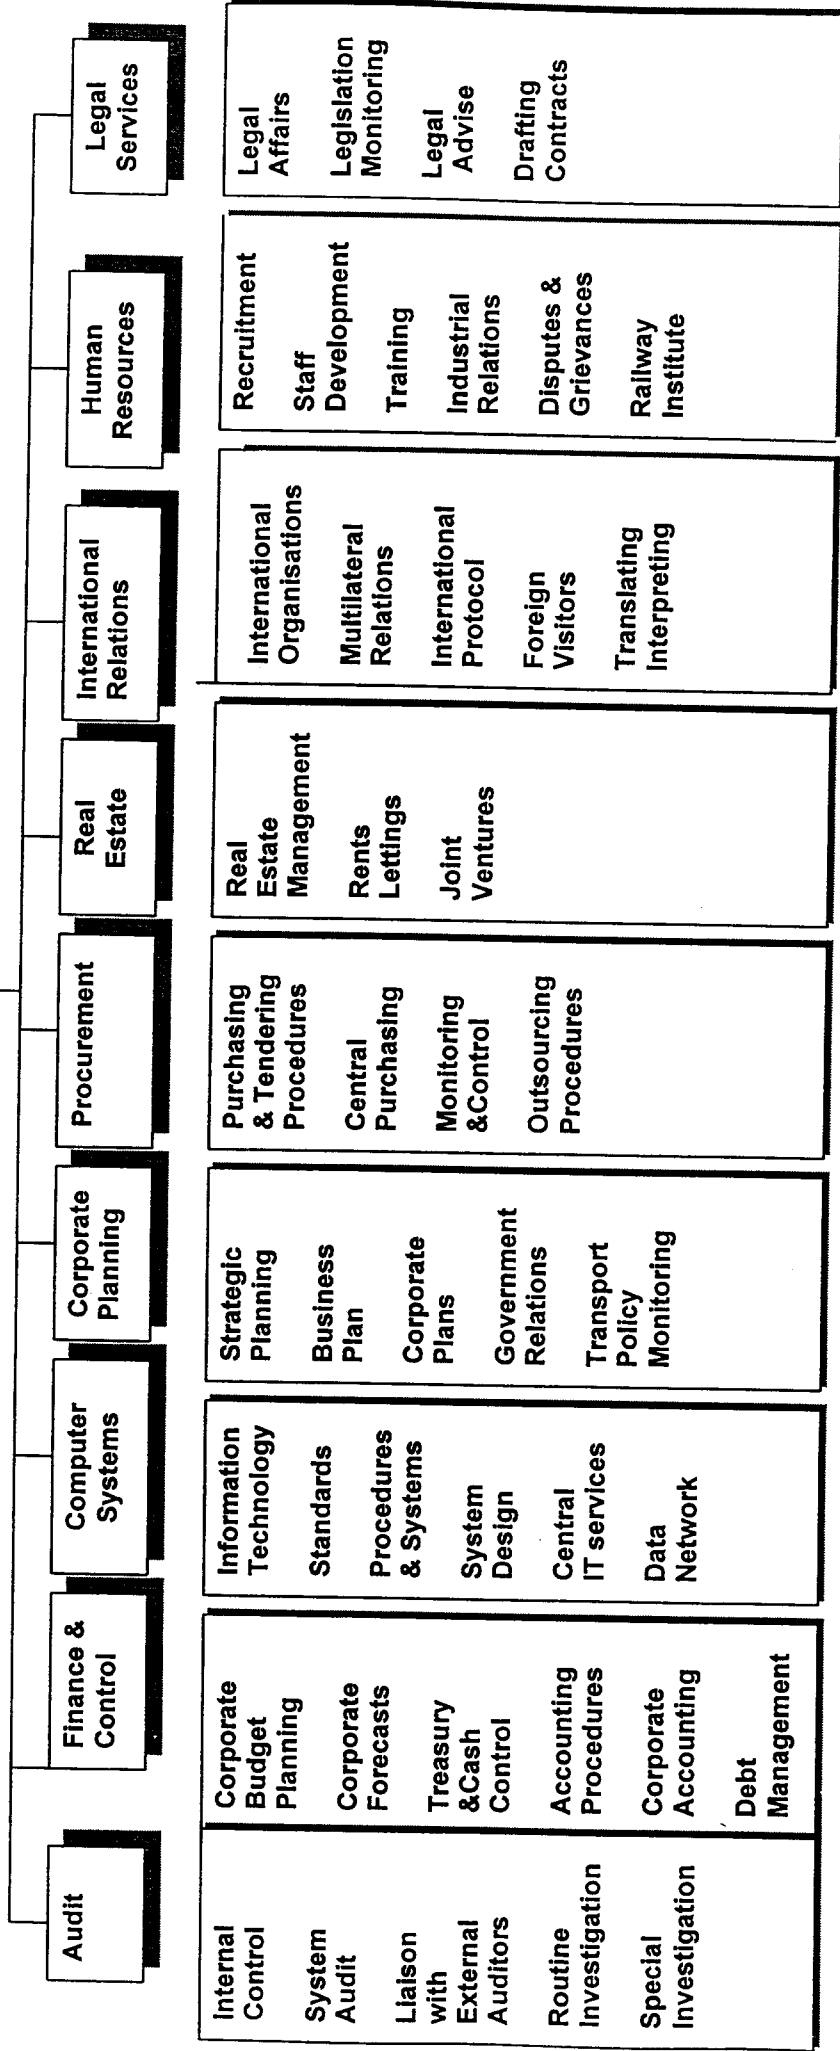 Audit
Internal
Control
System
Audit
Liaison
with
External
Auditors
Routine
Investigation
Special
Investigation
Finance &
Control
Corporate
Budget
Planning
Corporate
Forecasts
Treasury
&Cash
Control
Accounting
Procedures
Corporate
Accounting
Debt
Management
Computer
Systems
Information
Technology
Standards
Procedures
& Systems
System
Design
Central
IT services
Data
Network
Corporate
Planning
Strategic
Planning
Business
Plan
Corporate
Plans
Government
Relations
Transport
Policy
Monitoring
Procurement
Purchasing
& Tendering
Procedures
Central
Purchasing
Monitoring
&Control
Outsourcing
Procedures
Real
Estate
Real
Estate
Management
Rents
Lettings
Joint
Ventures
International
Relations
International
Organisations
Multilateral
Relations
International
Protocol
Foreign
Visitors
Translating
Interpreting
Human
Resources
Recruitment
Staff
Development
Training
Industrial
Relations
Disputes &
Grievances
Railway
Institute
Legal
Services
Legal
Affairs
Legislation
Monitoring
Legal
Advise
Drafting
Contracts